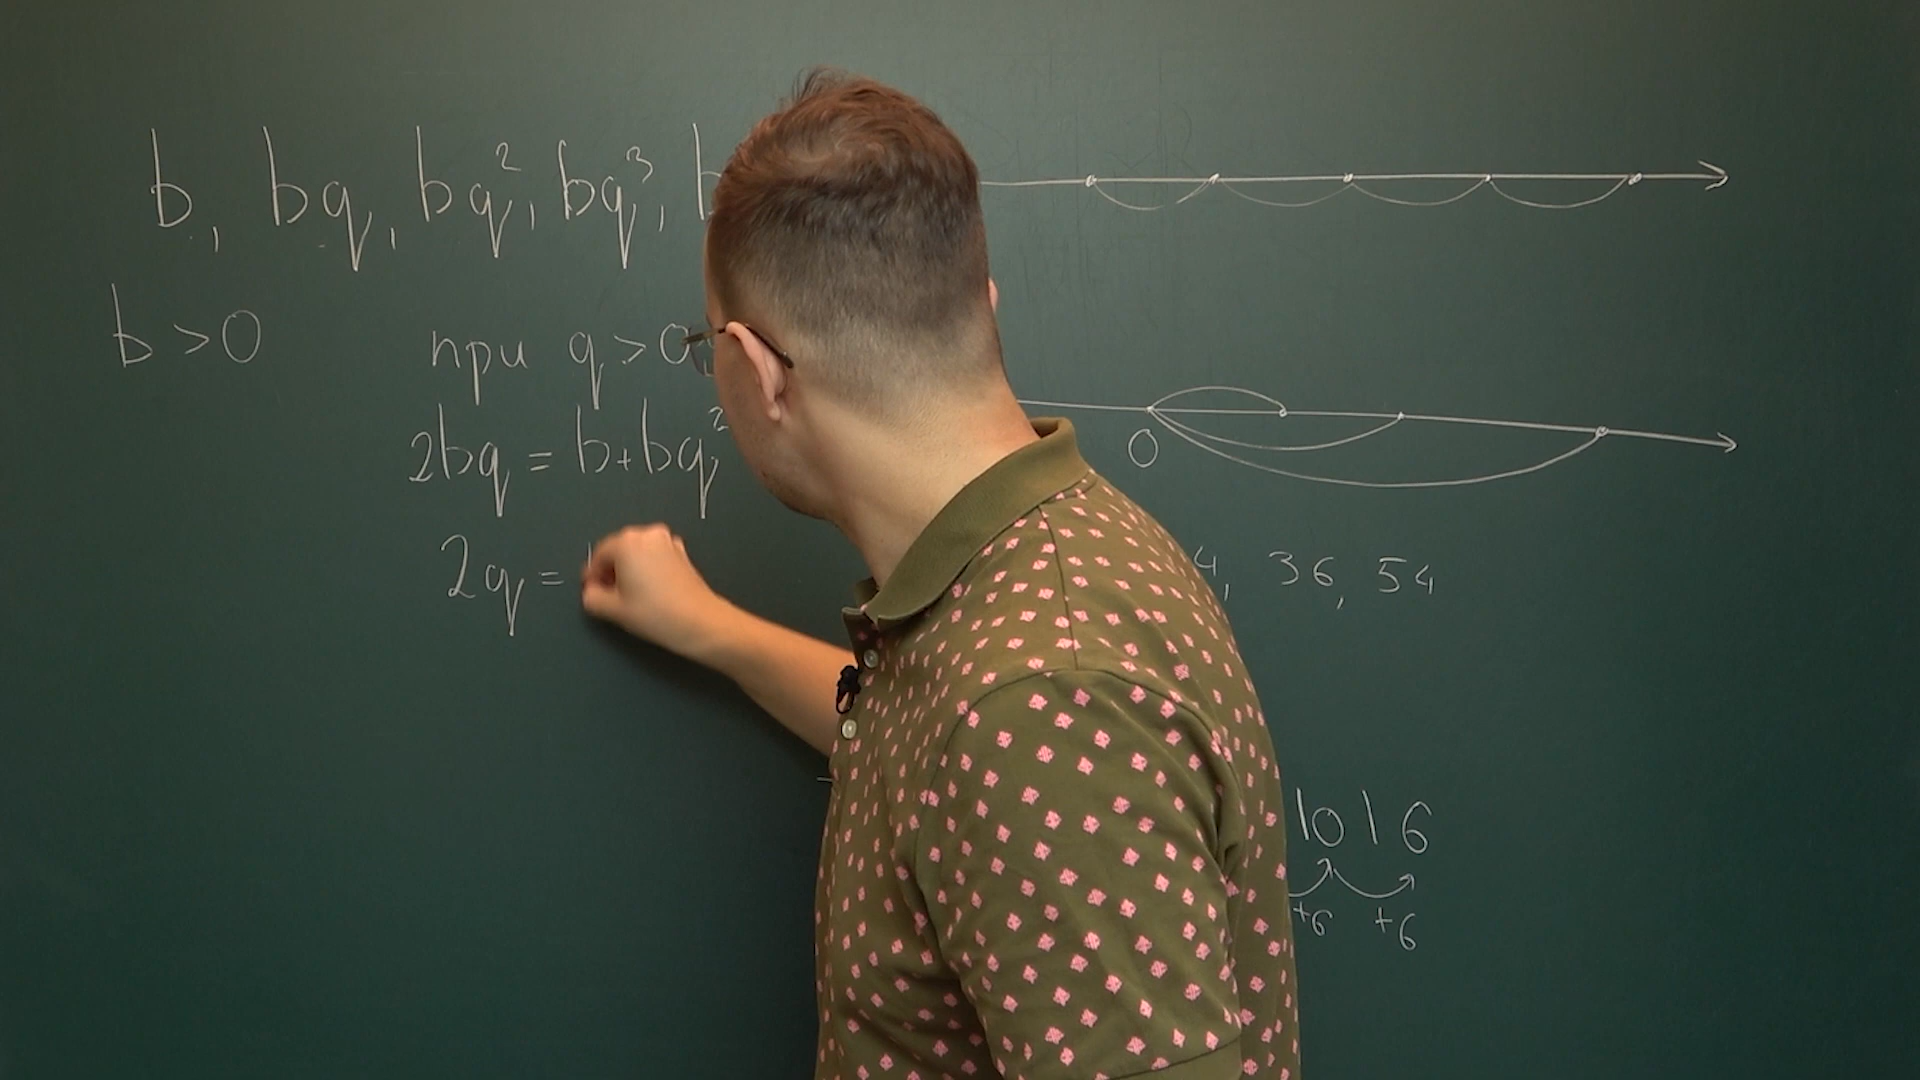 b, bq, bq², bq³, b
b > 0
при q > 0
2bq = b + bq²
0
2q =
4, 36, 54
10 16
+6 +6